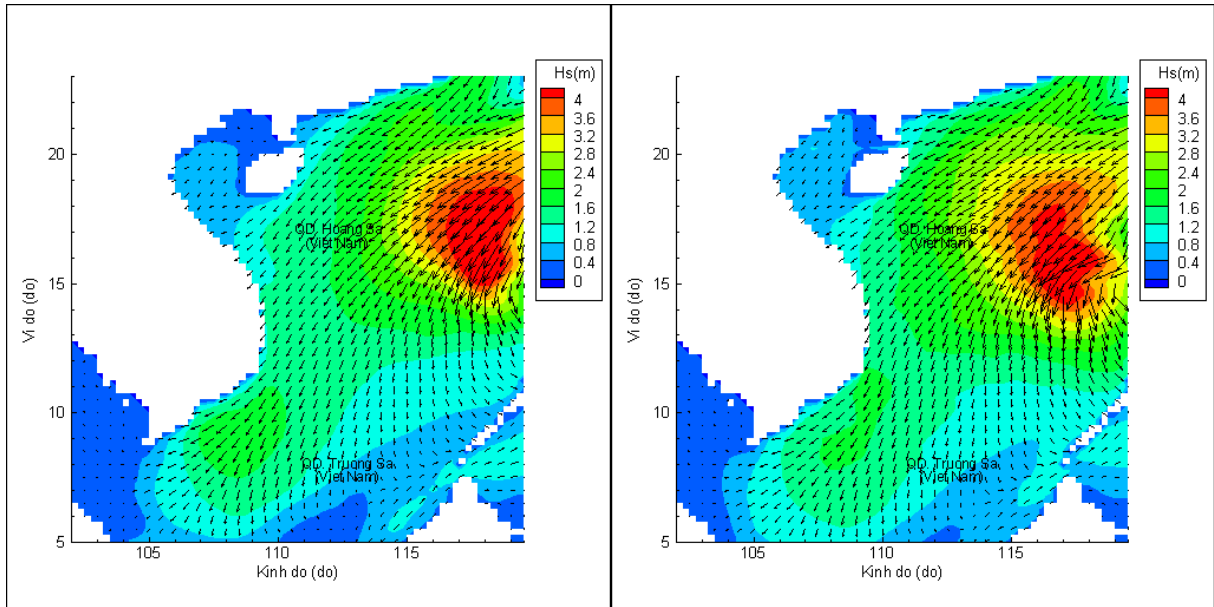 Hs(m)
4
3.6
3.2
2.8
2.4
2
1.6
1.2
0.8
0.4
0
20
15
10
5
Vi do (do)
QD. Hoang Sa
(Viet Nam)
QD. Truong Sa
(Viet Nam)
105
110
115
Kinh do (do)
Hs(m)
4
3.6
3.2
2.8
2.4
2
1.6
1.2
0.8
0.4
0
20
15
10
5
Vi do (do)
QD. Hoang Sa
(Viet Nam)
QD. Truong Sa
(Viet Nam)
105
110
115
Kinh do (do)